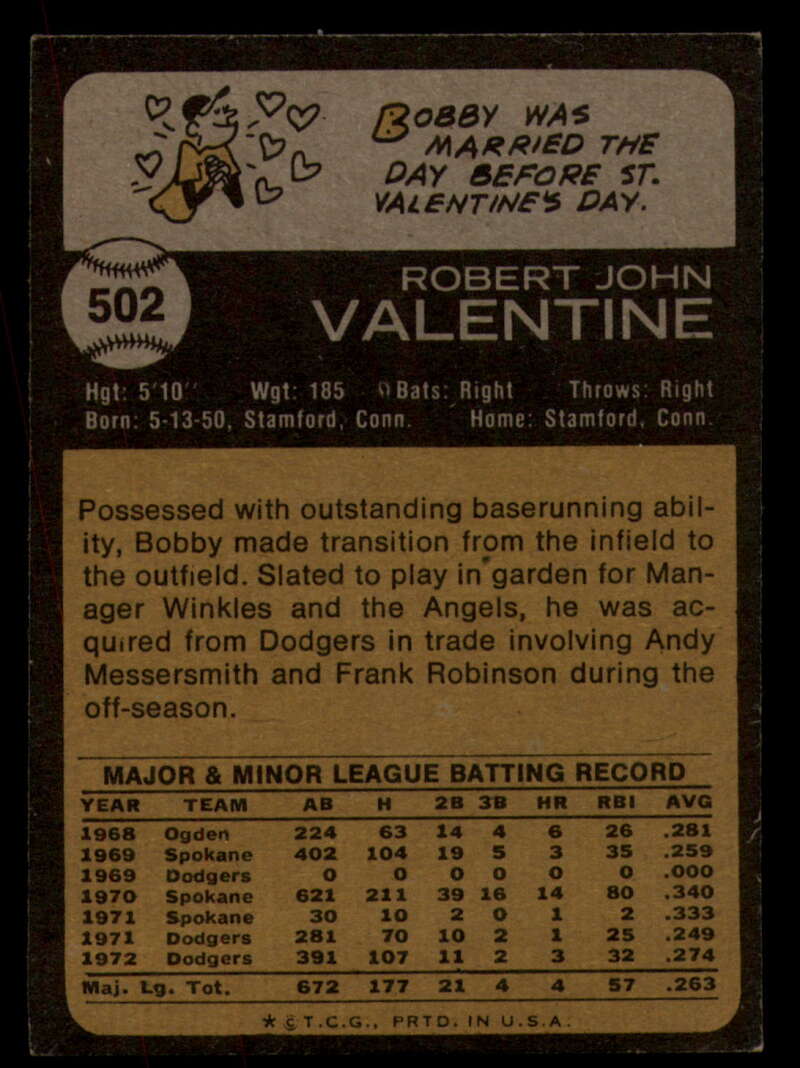 BOBBY WAS
MARRIED THE
DAY BEFORE ST.
VALENTINE'S DAY.
502
ROBERT JOHN
VALENTINE
Hgt: 5'10" Wgt: 185 Bats: Right Throws: Right
Born: 5-13-50, Stamford, Conn. Home: Stamford, Conn.
Possessed with outstanding baserunning abil-
ity, Bobby made transition from the infield to
the outfield. Slated to play in garden for Man-
ager Winkles and the Angels, he was ac-
quired from Dodgers in trade involving Andy
Messersmith and Frank Robinson during the
off-season.
MAJOR & MINOR LEAGUE BATTING RECORD
YEAR TEAM AB H 2B 3B HR RBI AVG
1968 Ogden 224 63 14 4 6 26 .281
1969 Spokane 402 104 19 5 3 35 .259
1969 Dodgers 0 0 0 0 0 0 .000
1970 Spokane 621 211 39 16 14 80 .340
1971 Spokane 30 10 2 0 1 2 .333
1971 Dodgers 281 70 10 2 1 25 .249
1972 Dodgers 391 107 11 2 3 32 .274
Maj. Lg. Tot. 672 177 21 4 4 57 .263
* © T.C.G., PRTD. IN U.S.A.